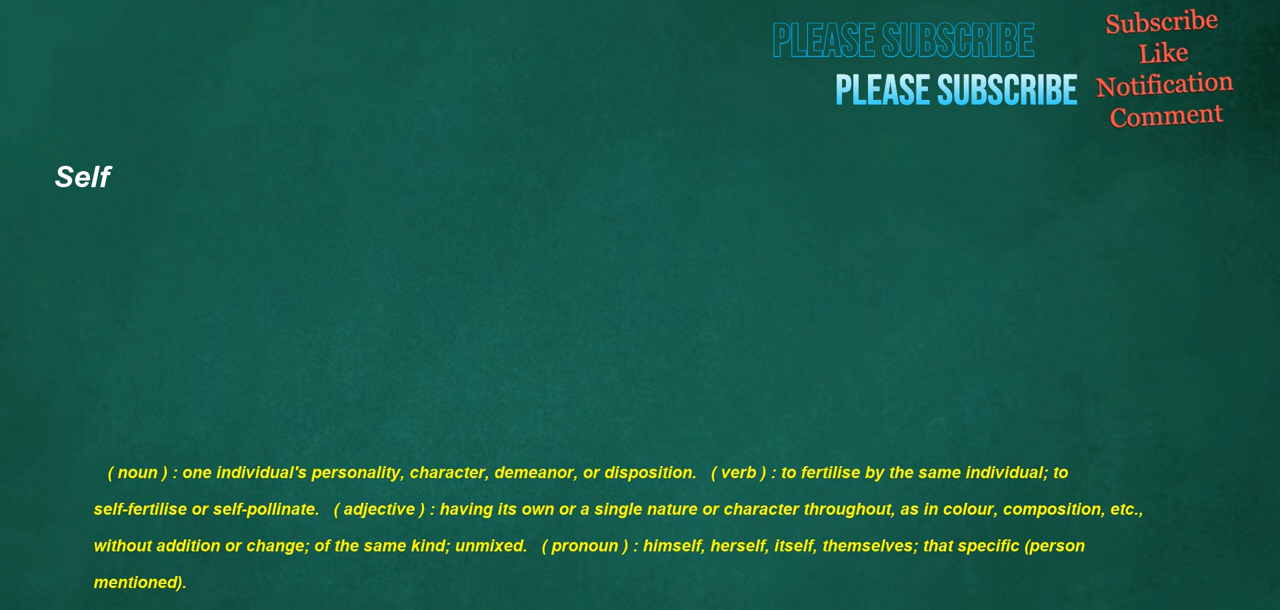 PLEASE SUBSCRIBE
PLEASE SUBSCRIBE
Subscribe
Like
Notification
Comment
Self
( noun ) : one individual's personality, character, demeanor, or disposition. ( verb ) : to fertilise by the same individual; to
self-fertilise or self-pollinate. ( adjective ) : having its own or a single nature or character throughout, as in colour, composition, etc.,
without addition or change; of the same kind; unmixed. ( pronoun ) : himself, herself, itself, themselves; that specific (person
mentioned).